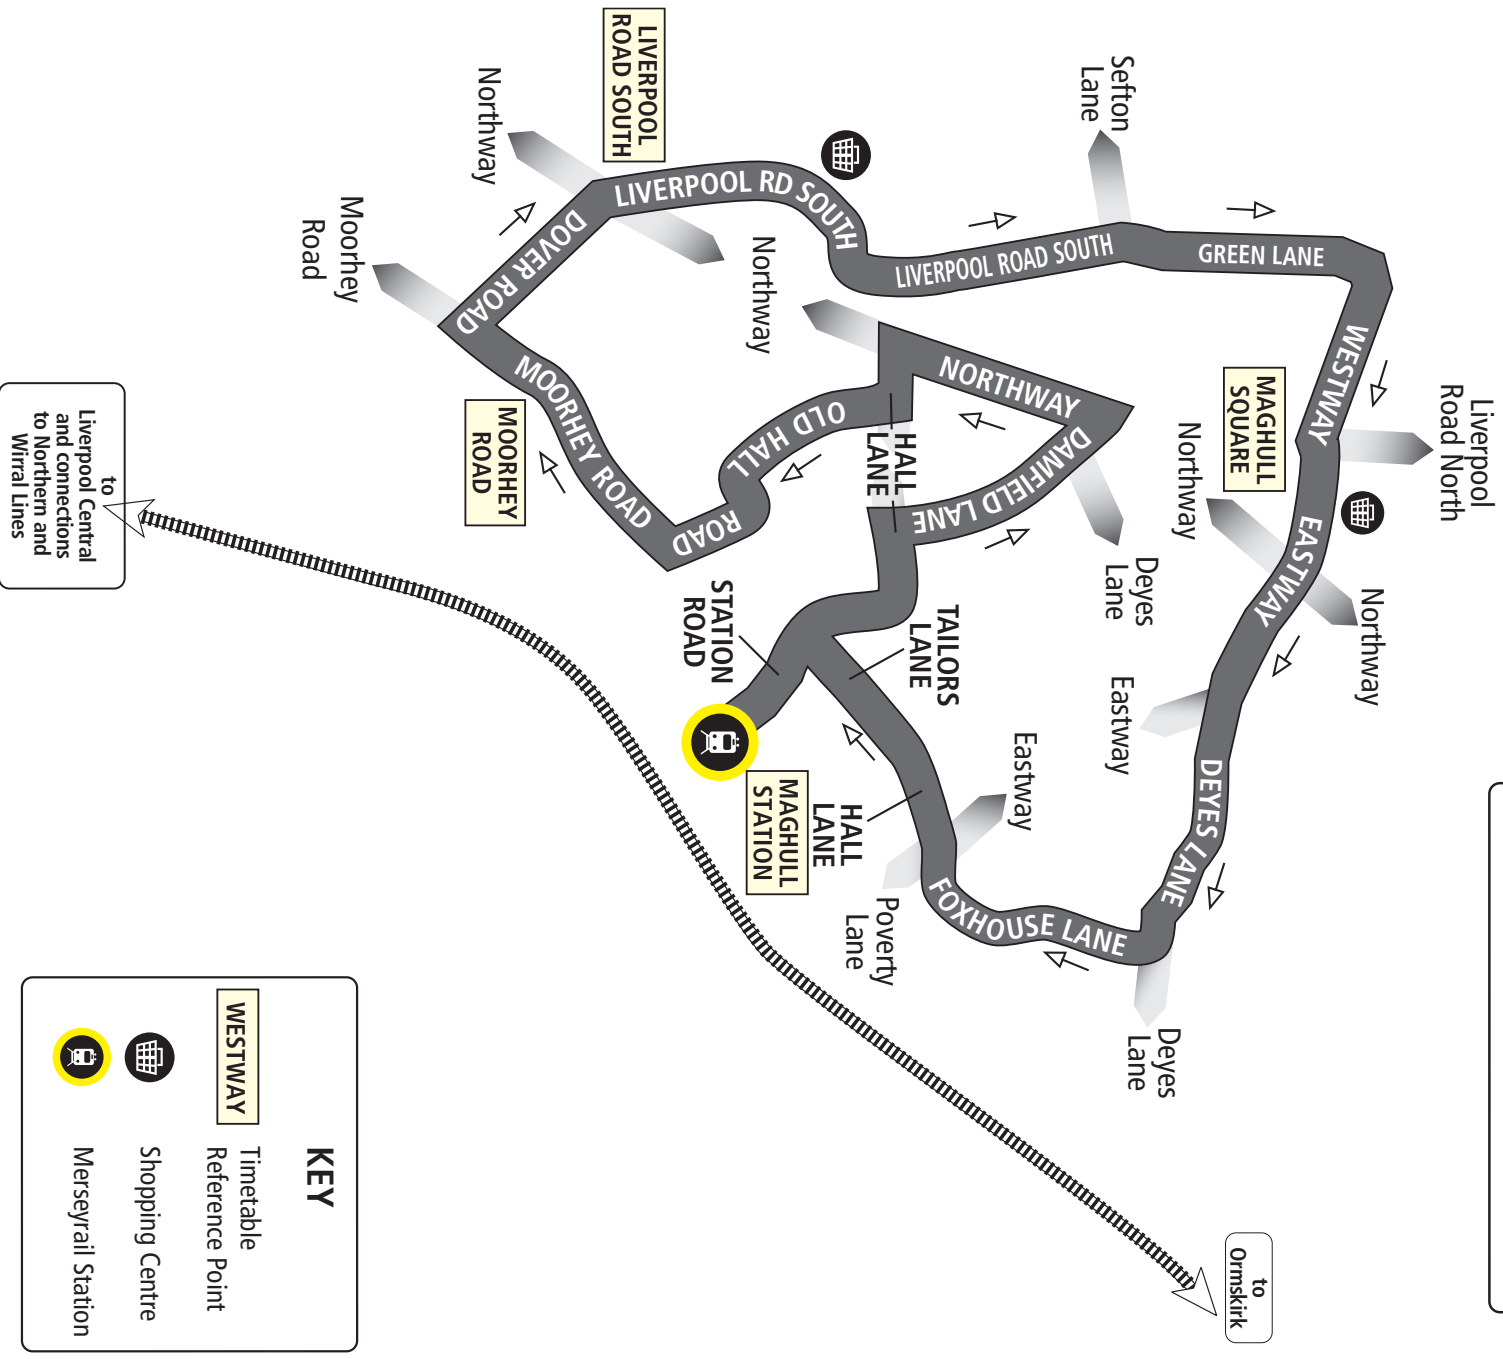 Liverpool
Road North
Sefton
Lane
GREEN LANE
WESTWAY
MAGHULL
SQUARE
Northway
EASTWAY
Northway
Eastway
DEYES LANE
Deyes
Lane
LIVERPOOL ROAD SOUTH
LIVERPOOL RD SOUTH
LIVERPOOL
ROAD SOUTH
Northway
DOVER ROAD
Moorhey
Road
MOORHEY ROAD
MOORHEY
ROAD
Northway
NORTHWAY
DAMFIELD LANE
Deyes
Lane
HALL
LANE
OLD HALL
ROAD
TAILORS
LANE
STATION
ROAD
MAGHULL
STATION
HALL
LANE
Eastway
Poverty
Lane
FOXHOUSE LANE
to
Ormskirk
to
Liverpool Central
and connections
to Northern and
Wirral Lines
KEY
WESTWAY
Timetable
Reference Point
Shopping Centre
Merseyrail Station